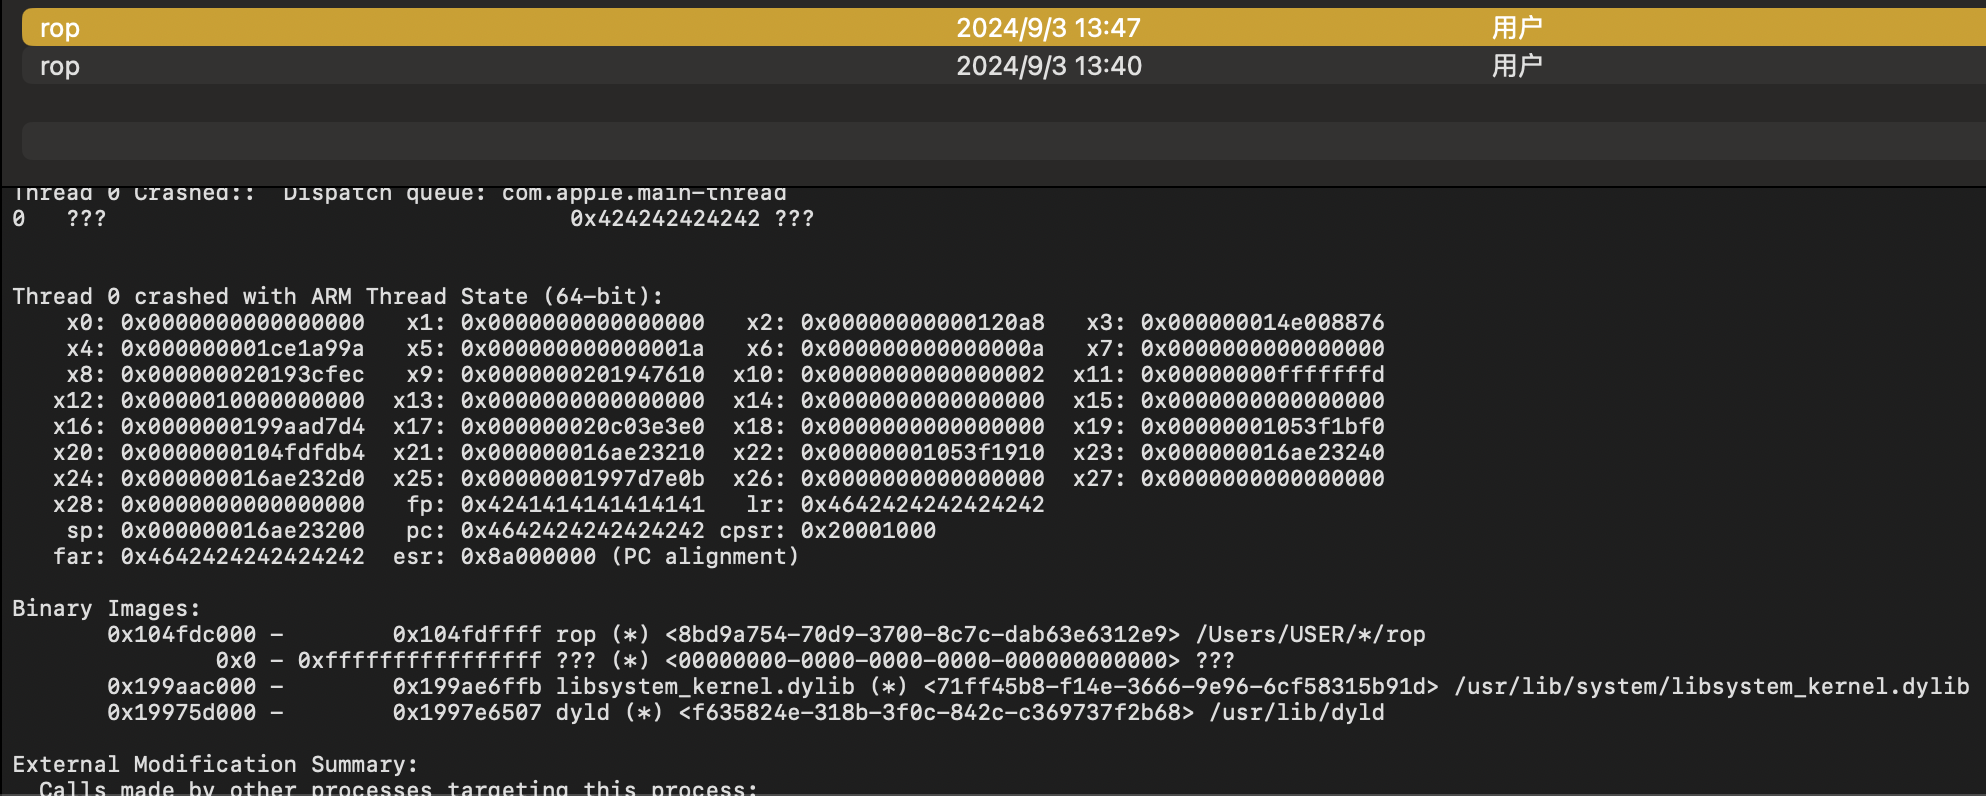 rop 2024/9/3 13:47 用户
rop 2024/9/3 13:40 用户
Thread 0 Crashed:: Dispatch queue: com.apple.main-thread
0 ??? 0x424242424242 ???
Thread 0 crashed with ARM Thread State (64-bit):
x0: 0x0000000000000000 x1: 0x0000000000000000 x2: 0x00000000000120a8 x3: 0x000000014e008876
x4: 0x000000001ce1a99a x5: 0x000000000000001a x6: 0x000000000000000a x7: 0x0000000000000000
x8: 0x000000020193cfec x9: 0x0000000201947610 x10: 0x0000000000000002 x11: 0x00000000fffffffd
x12: 0x0000010000000000 x13: 0x0000000000000000 x14: 0x0000000000000000 x15: 0x0000000000000000
x16: 0x0000000199aad7d4 x17: 0x000000020c03e3e0 x18: 0x0000000000000000 x19: 0x00000001053f1bf0
x20: 0x0000000104fdfdb4 x21: 0x000000016ae23210 x22: 0x00000001053f1910 x23: 0x000000016ae23240
x24: 0x000000016ae232d0 x25: 0x00000001997d7e0b x26: 0x0000000000000000 x27: 0x0000000000000000
x28: 0x0000000000000000 fp: 0x4241414141414141 lr: 0x4642424242424242
sp: 0x000000016ae23200 pc: 0x4642424242424242 cpsr: 0x20001000
far: 0x4642424242424242 esr: 0x8a000000 (PC alignment)
Binary Images:
0x104fdc000 - 0x104fdffff rop (*) <8bd9a754-70d9-3700-8c7c-dab63e6312e9> /Users/USER/*/rop
0x0 - 0xffffffffffffffff ??? (*) <00000000-0000-0000-0000-000000000000> ???
0x199aac000 - 0x199ae6ffb libsystem_kernel.dylib (*) <71ff45b8-f14e-3666-9e96-6cf58315b91d> /usr/lib/system/libsystem_kernel.dylib
0x19975d000 - 0x1997e6507 dyld (*) <f635824e-318b-3f0c-842c-c369737f2b68> /usr/lib/dyld
External Modification Summary:
Calls made by other processes targeting this process: